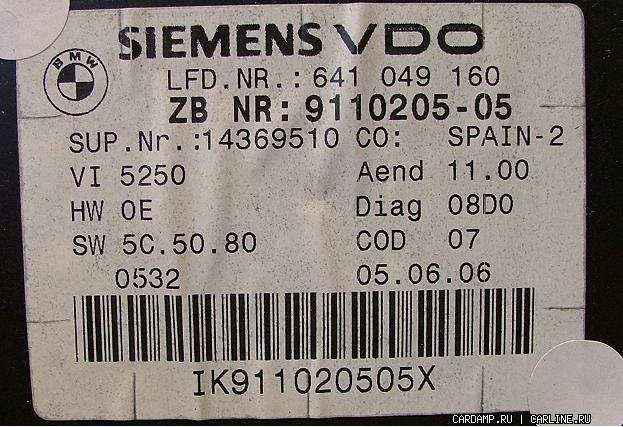 SIEMENS VDO
BMW
LFD.NR.: 641 049 160
ZB NR: 9110205-05
SUP.Nr.:14369510 CO: SPAIN-2
VI 5250 Aend 11.00
HW 0E Diag 08D0
SW 5C.50.80 COD 07
0532 05.06.06
IK911020505X
CARDAMP.RU | CARLINE.RU